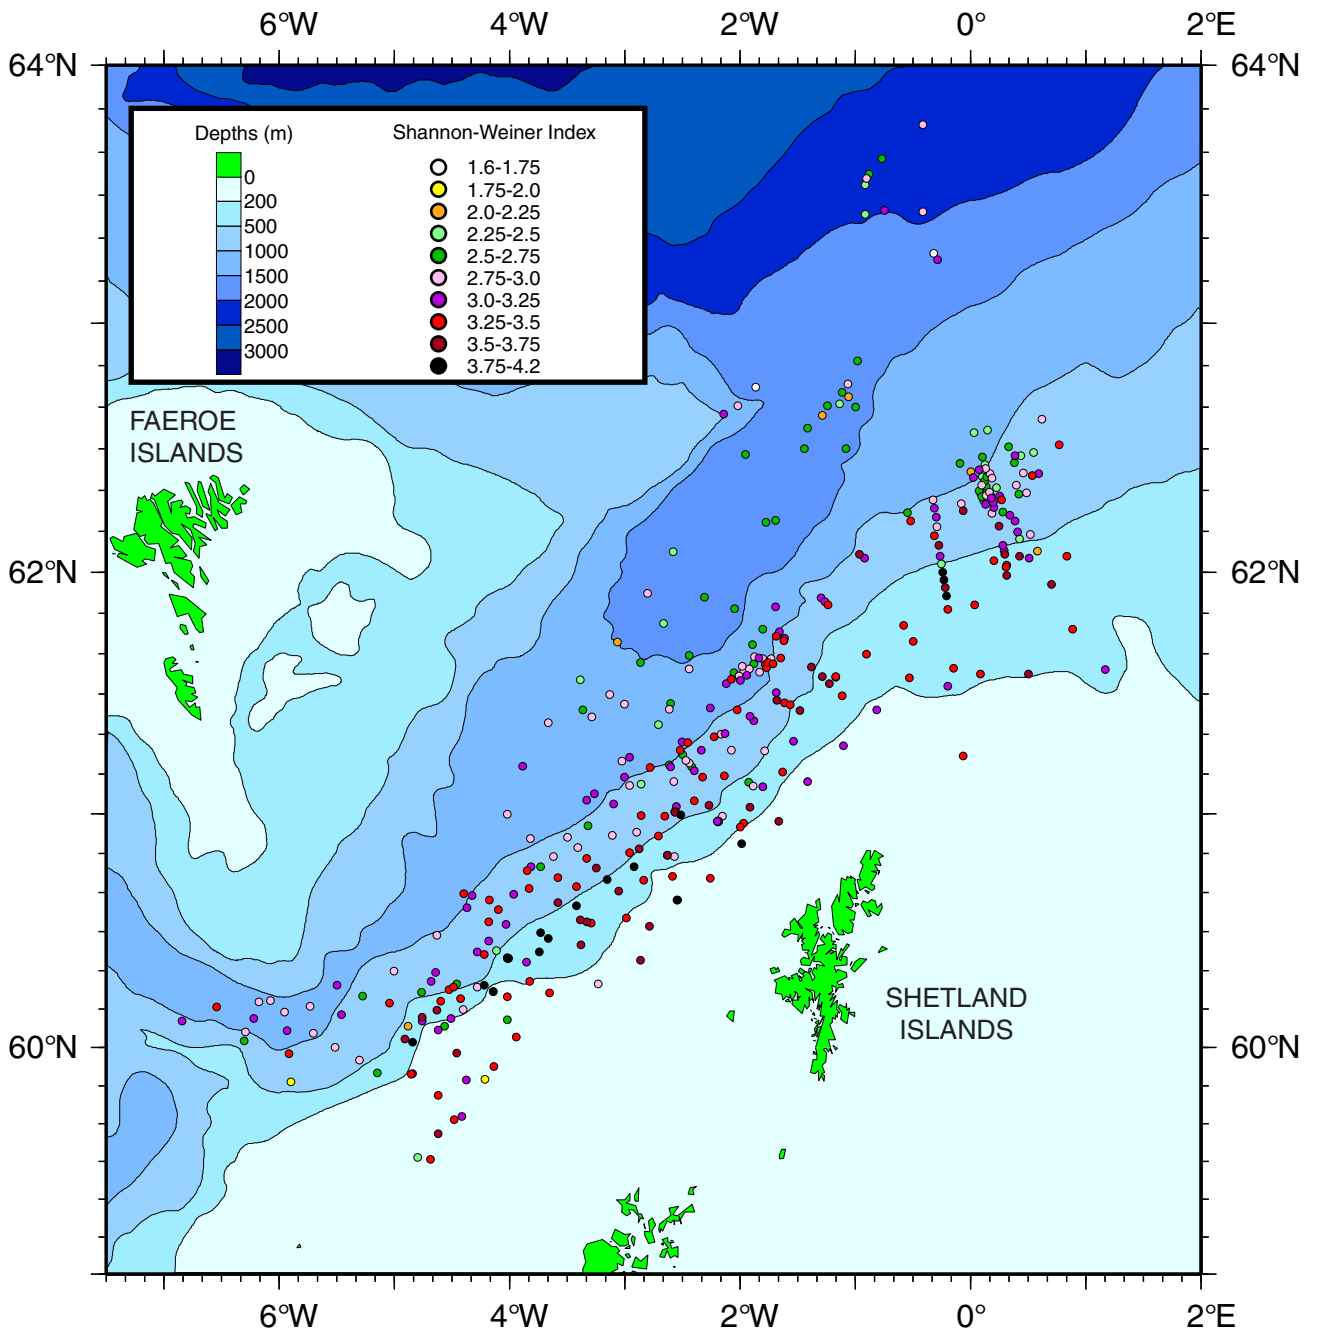 6°W 4°W 2°W 0° 2°E
64°N 64°N
Depths (m) Shannon-Weiner Index
0
200
500
1000
1500
2000
2500
3000
1.6-1.75
1.75-2.0
2.0-2.25
2.25-2.5
2.5-2.75
2.75-3.0
3.0-3.25
3.25-3.5
3.5-3.75
3.75-4.2
FAEROE
ISLANDS
62°N 62°N
SHETLAND
ISLANDS
60°N 60°N
6°W 4°W 2°W 0° 2°E